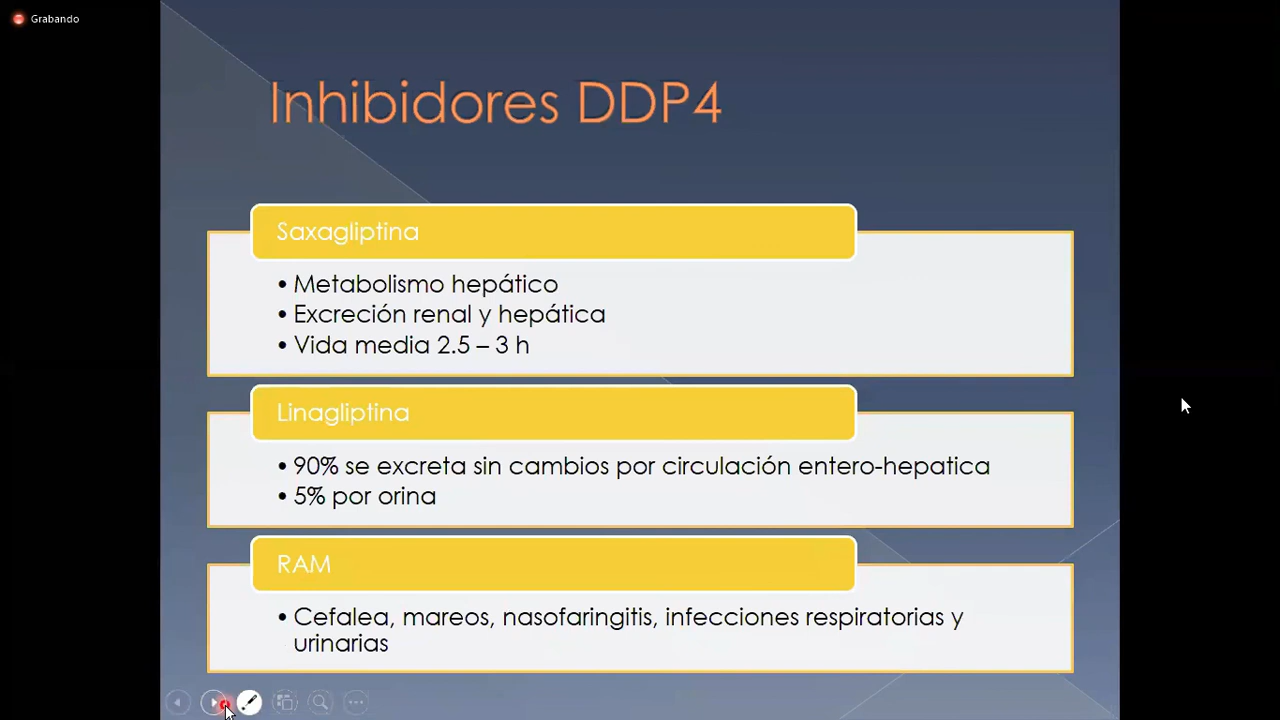 Grabando
Inhibidores DDP4
Saxagliptina
• Metabolismo hepático
• Excreción renal y hepática
• Vida media 2.5 – 3 h
Linagliptina
• 90% se excreta sin cambios por circulación entero-hepatica
• 5% por orina
RAM
• Cefalea, mareos, nasofaringitis, infecciones respiratorias y
urinarias